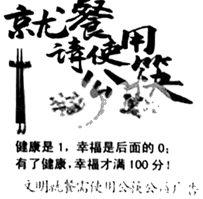 就餐
请使用
公筷
健康是1，幸福是后面的0；
有了健康，幸福才满100分！
文明就餐需使用公筷公益广告